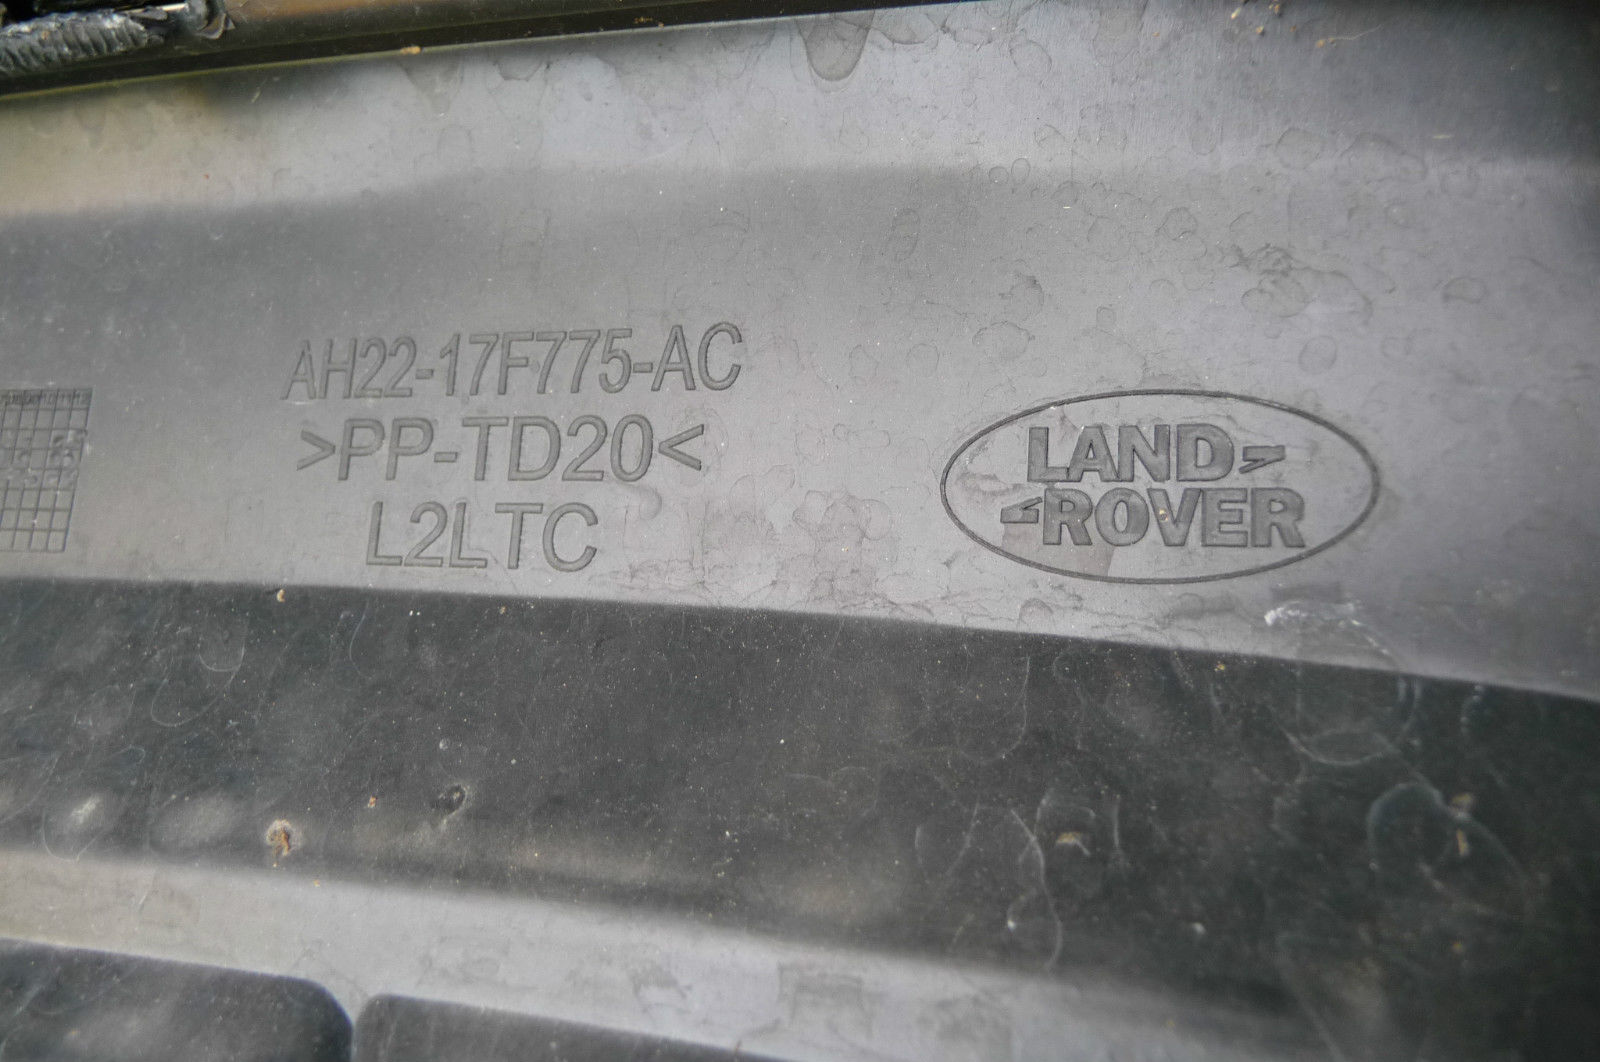 AH22-17F775-AC
>PP-TD20<
L2LTC
LAND
ROVER